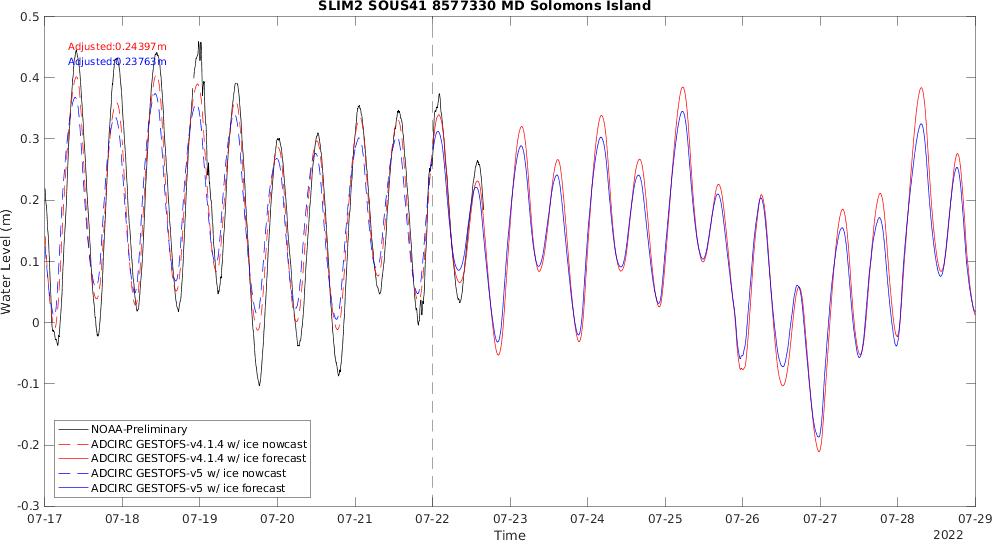 SLIM2 SOUS41 8577330 MD Solomons Island
0.5
0.4
0.3
0.2
0.1
0
-0.1
-0.2
-0.3
Water Level (m)
Adjusted:0.24397m
Adjusted:0.23763m
NOAA-Preliminary
ADCIRC GESTOFS-v4.1.4 w/ ice nowcast
ADCIRC GESTOFS-v4.1.4 w/ ice forecast
ADCIRC GESTOFS-v5 w/ ice nowcast
ADCIRC GESTOFS-v5 w/ ice forecast
07-17 07-18 07-19 07-20 07-21 07-22 07-23 07-24 07-25 07-26 07-27 07-28 07-29
Time
2022